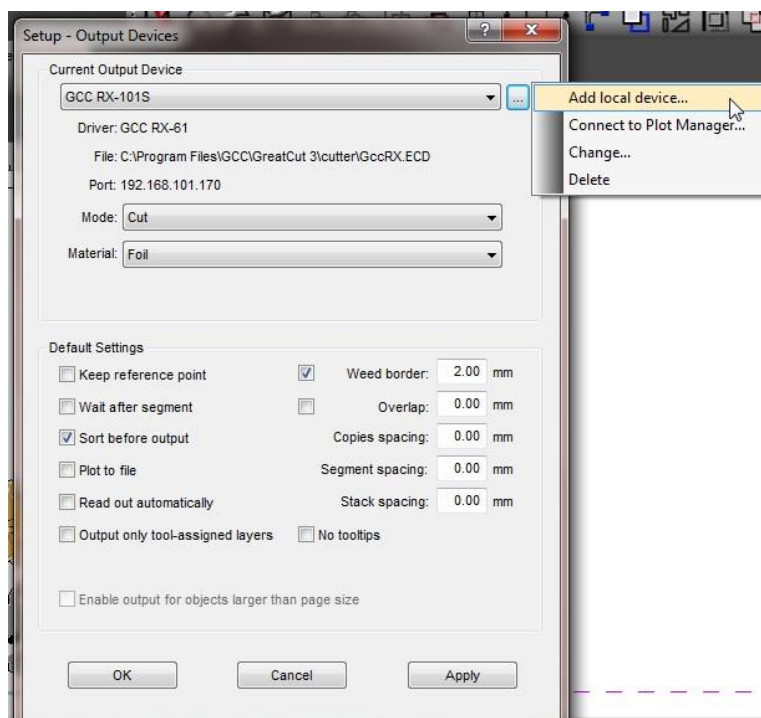 Setup - Output Devices
?
X
Current Output Device
GCC RX-101S
...
Driver: GCC RX-61
File: C:\Program Files\GCC\GreatCut 3\cutter\GccRX.ECD
Port: 192.168.101.170
Mode: Cut
Material: Foil
Add local device...
Connect to Plot Manager...
Change...
Delete
Default Settings
Keep reference point
Weed border: 2.00 mm
Wait after segment
Overlap: 0.00 mm
Sort before output
Copies spacing: 0.00 mm
Plot to file
Segment spacing: 0.00 mm
Read out automatically
Stack spacing: 0.00 mm
Output only tool-assigned layers
No tooltips
Enable output for objects larger than page size
OK
Cancel
Apply